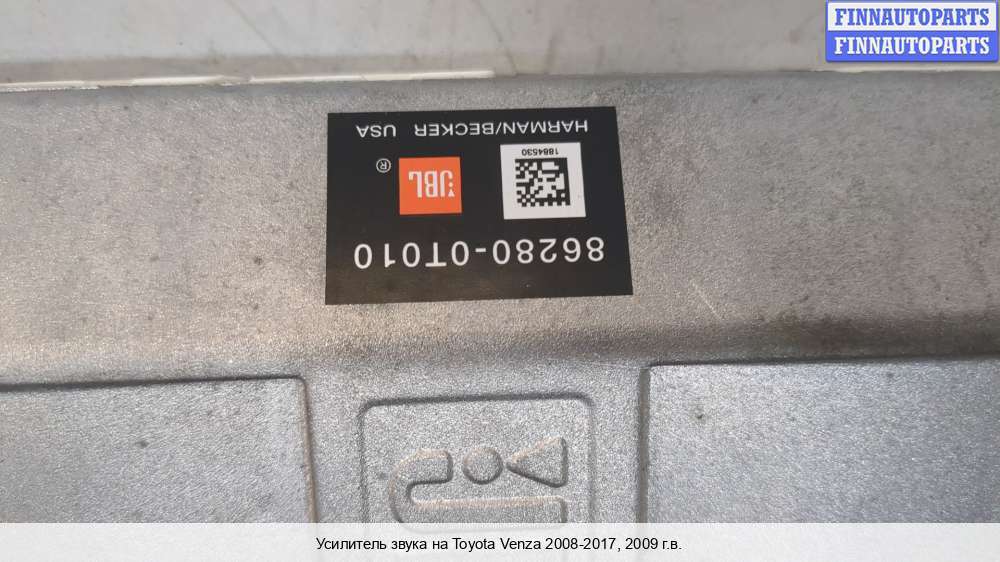 FINNAUTOPARTS
FINNAUTOPARTS
86280-0T010
JBL ®
1884530
HARMAN/BECKER USA
Усилитель звука на Toyota Venza 2008-2017, 2009 г.в.